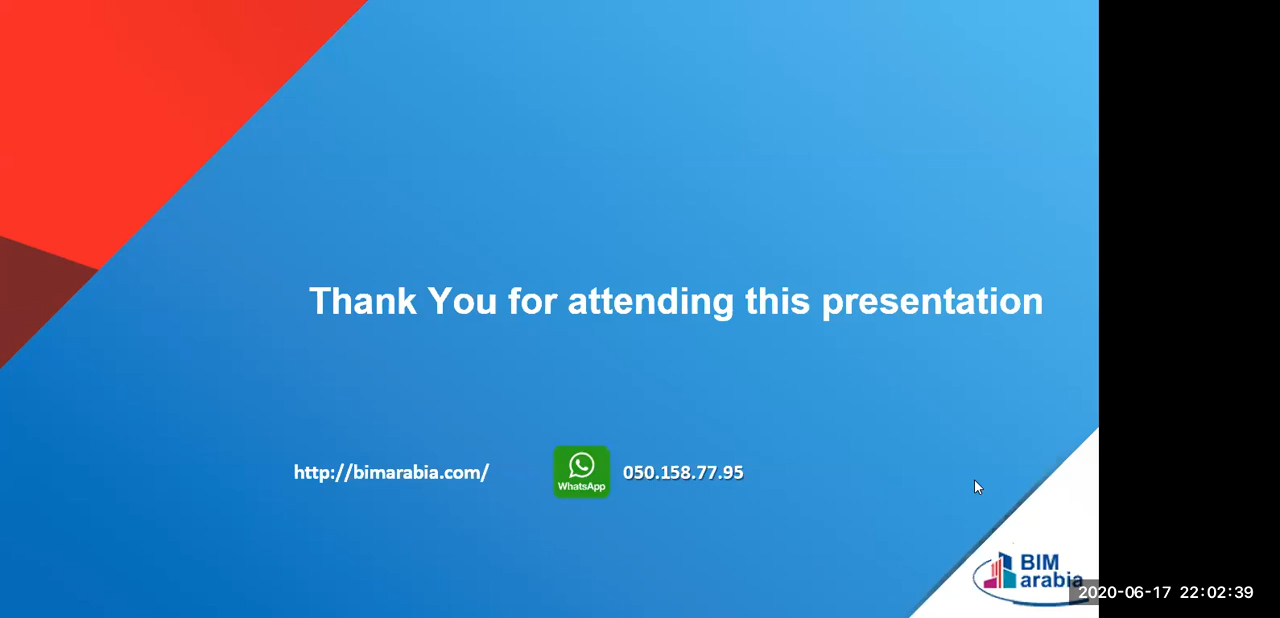 Thank You for attending this presentation
http://bimarabia.com/
WhatsApp
050.158.77.95
BIM
arabia
2020-06-17 22:02:39